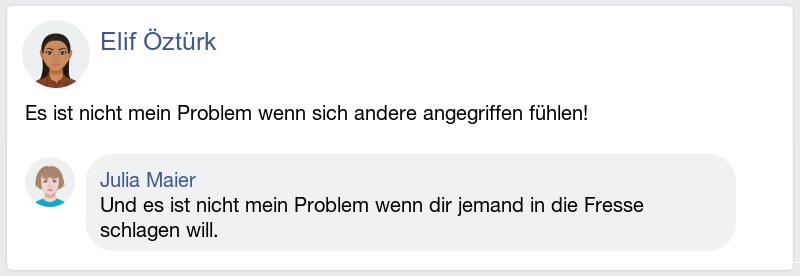 Elif Öztürk
Es ist nicht mein Problem wenn sich andere angegriffen fühlen!
Julia Maier
Und es ist nicht mein Problem wenn dir jemand in die Fresse
schlagen will.